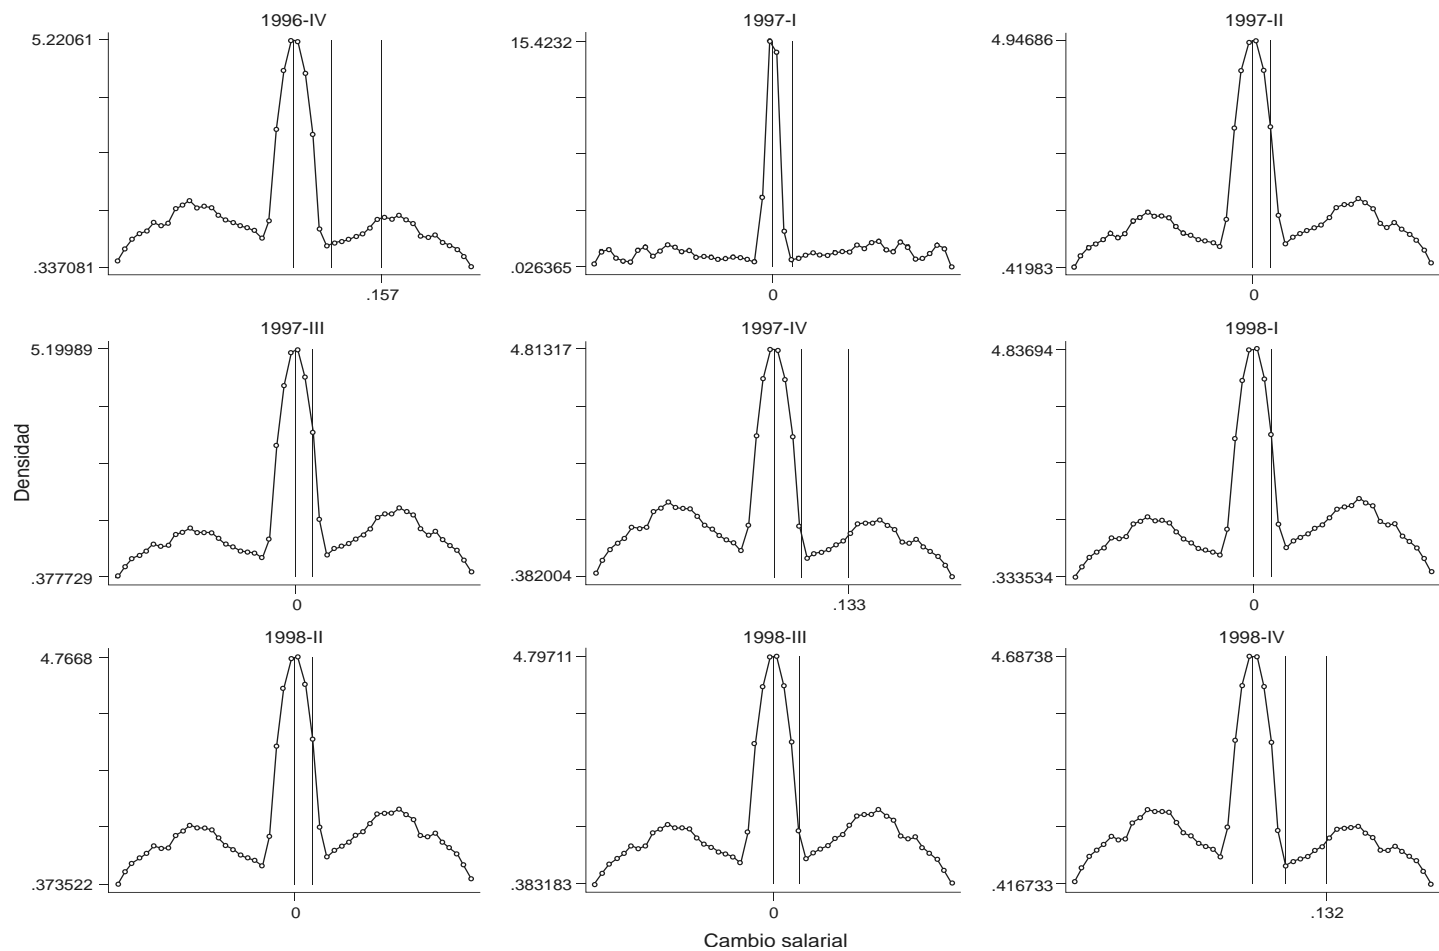 1996-IV
5.22061
.337081
.157
1997-I
15.4232
.026365
0
1997-II
4.94686
.41983
0
1997-III
5.19989
.377729
0
1997-IV
4.81317
.382004
.133
1998-I
4.83694
.333534
0
1998-II
4.7668
.373522
0
1998-III
4.79711
.383183
0
1998-IV
4.68738
.416733
.132
Densidad
Cambio salarial